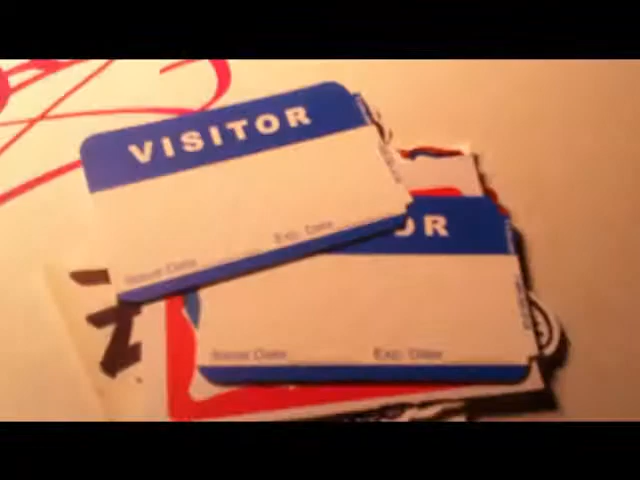 VISITOR
Issue Date Exp. Date
OR
Issue Date Exp. Date